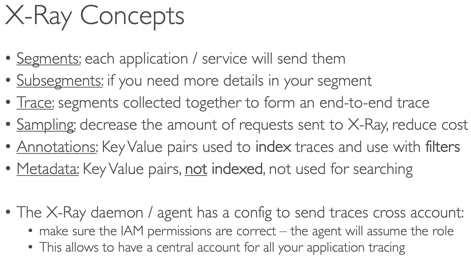 X-Ray Concepts
• Segments: each application / service will send them
• Subsegments: if you need more details in your segment
• Trace: segments collected together to form an end-to-end trace
• Sampling: decrease the amount of requests sent to X-Ray, reduce cost
• Annotations: Key Value pairs used to index traces and use with filters
• Metadata: Key Value pairs, not indexed, not used for searching
• The X-Ray daemon / agent has a config to send traces cross account:
• make sure the IAM permissions are correct – the agent will assume the role
• This allows to have a central account for all your application tracing